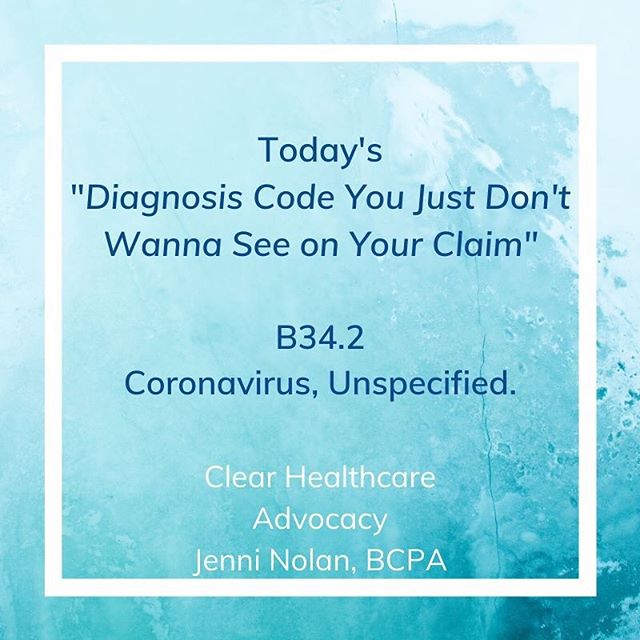 Today's
"Diagnosis Code You Just Don't
Wanna See on Your Claim"
B34.2
Coronavirus, Unspecified.
Clear Healthcare
Advocacy
Jenni Nolan, BCPA